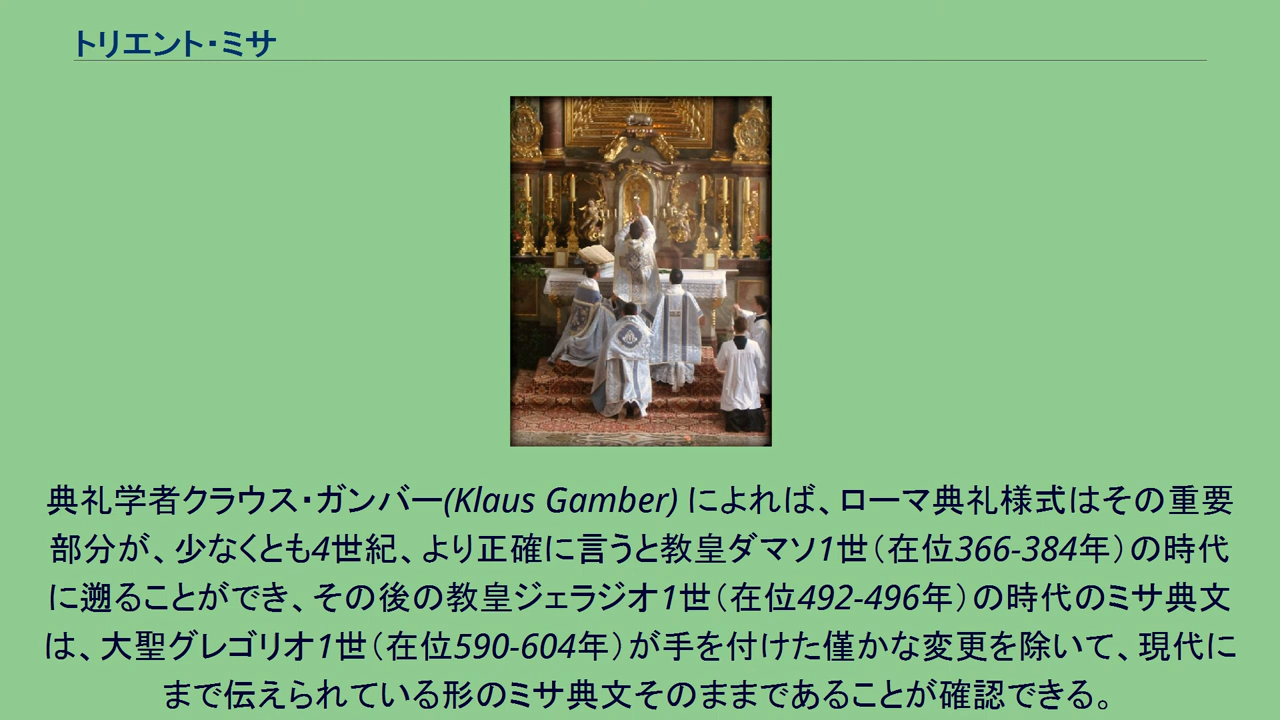 トリエント・ミサ
典礼学者クラウス・ガンバー(Klaus Gamber) によれば、ローマ典礼様式はその重要
部分が、少なくとも4世紀、より正確に言うと教皇ダマソ1世（在位366-384年）の時代
に遡ることができ、その後の教皇ジェラジオ1世（在位492-496年）の時代のミサ典文
は、大聖グレゴリオ1世（在位590-604年）が手を付けた僅かな変更を除いて、現代に
まで伝えられている形のミサ典文そのままであることが確認できる。